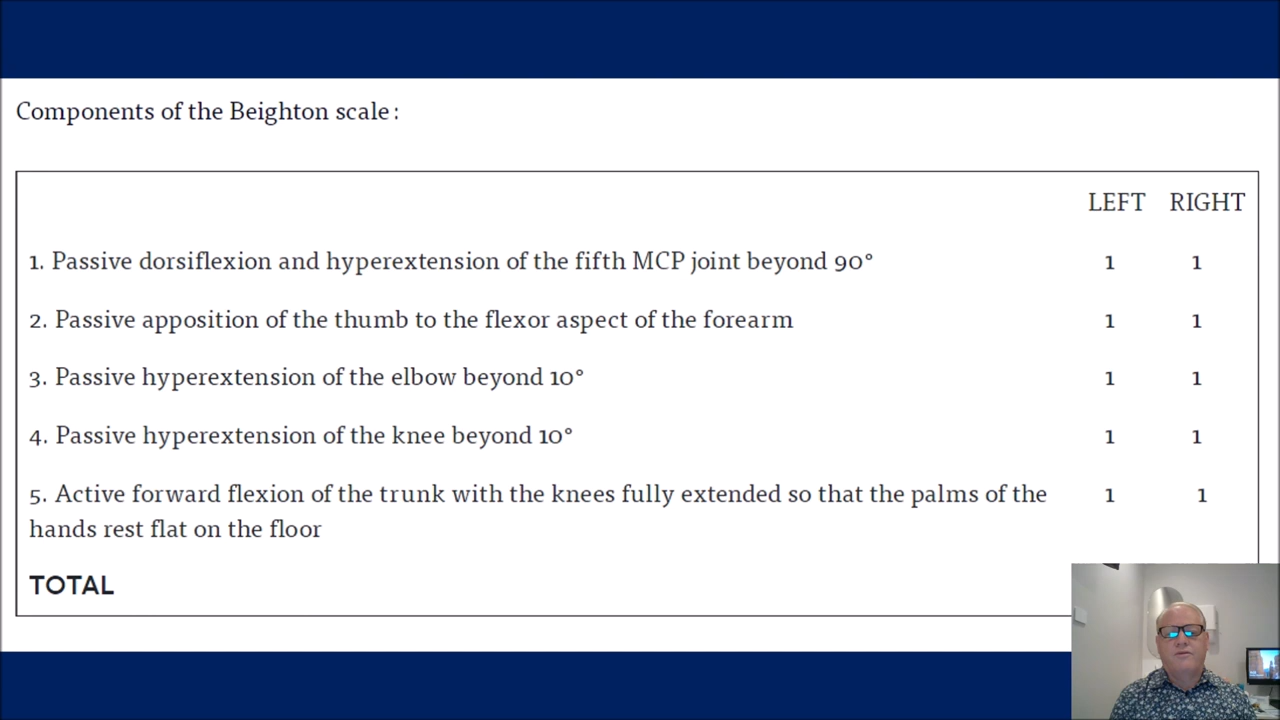 Components of the Beighton scale:
LEFT RIGHT
1. Passive dorsiflexion and hyperextension of the fifth MCP joint beyond 90° 1 1
2. Passive apposition of the thumb to the flexor aspect of the forearm 1 1
3. Passive hyperextension of the elbow beyond 10° 1 1
4. Passive hyperextension of the knee beyond 10° 1 1
5. Active forward flexion of the trunk with the knees fully extended so that the palms of the 1 1
hands rest flat on the floor
TOTAL